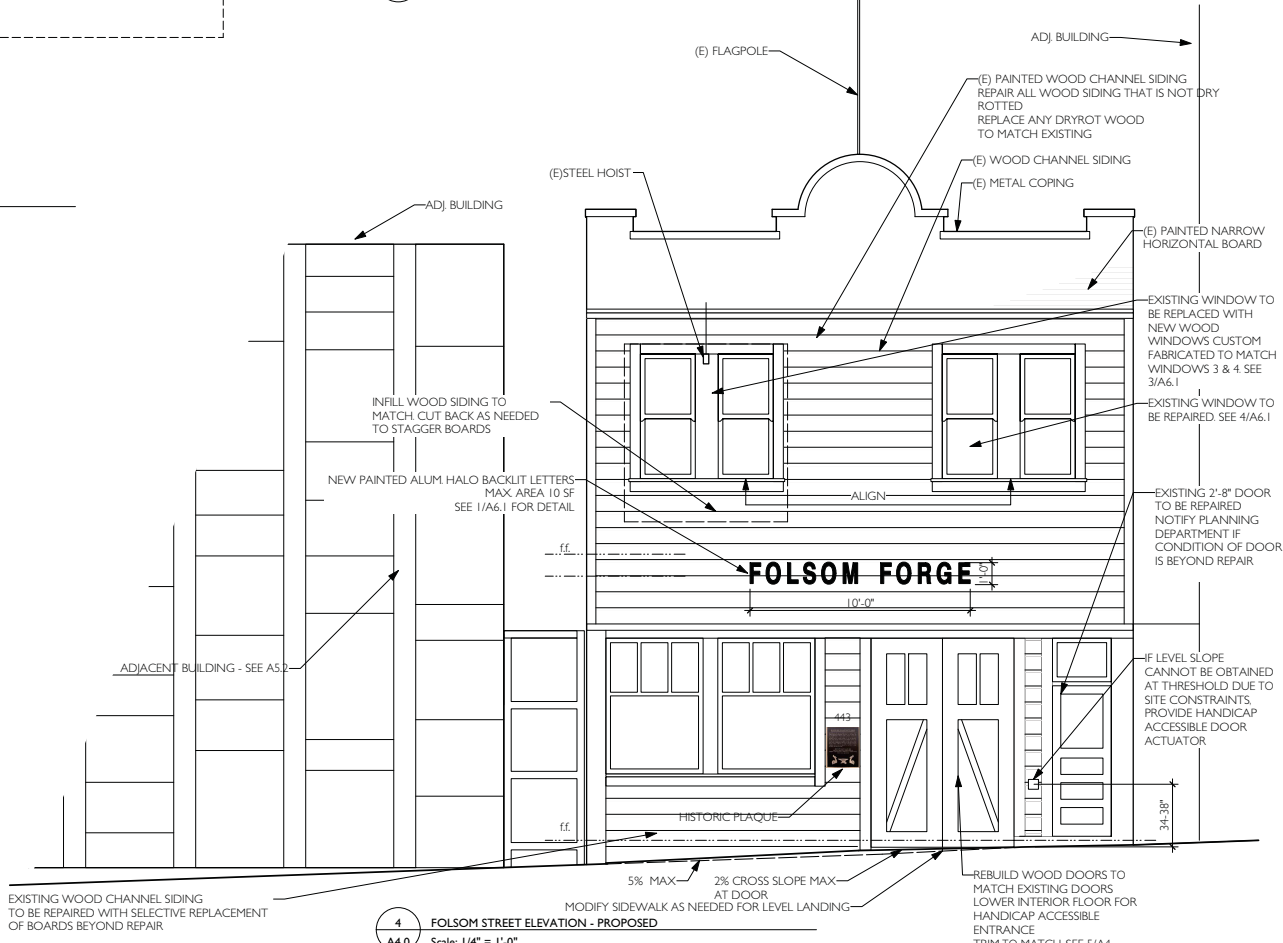 ADJ. BUILDING
(E) FLAGPOLE
(E) PAINTED WOOD CHANNEL SIDING
REPAIR ALL WOOD SIDING THAT IS NOT DRY
ROTTED
REPLACE ANY DRYROT WOOD
TO MATCH EXISTING
(E) WOOD CHANNEL SIDING
(E)STEEL HOIST
(E) METAL COPING
ADJ. BUILDING
(E) PAINTED NARROW
HORIZONTAL BOARD
EXISTING WINDOW TO
BE REPLACED WITH
NEW WOOD
WINDOWS CUSTOM
FABRICATED TO MATCH
WINDOWS 3 & 4. SEE
3/A6.1
INFILL WOOD SIDING TO
MATCH. CUT BACK AS NEEDED
TO STAGGER BOARDS
EXISTING WINDOW TO
BE REPAIRED. SEE 4/A6.1
NEW PAINTED ALUM. HALO BACKLIT LETTERS
MAX. AREA 10 SF
SEE 1/A6.1 FOR DETAIL
ALIGN
EXISTING 2'-8" DOOR
TO BE REPAIRED
NOTIFY PLANNING
DEPARTMENT IF
CONDITION OF DOOR
IS BEYOND REPAIR
f.f.
FOLSOM FORGE
1'-0"
10'-0"
ADJACENT BUILDING - SEE A5.2
IF LEVEL SLOPE
CANNOT BE OBTAINED
AT THRESHOLD DUE TO
SITE CONSTRAINTS,
PROVIDE HANDICAP
ACCESSIBLE DOOR
ACTUATOR
443
HISTORIC PLAQUE
34-38"
f.f.
5% MAX
2% CROSS SLOPE MAX
AT DOOR
MODIFY SIDEWALK AS NEEDED FOR LEVEL LANDING
REBUILD WOOD DOORS TO
MATCH EXISTING DOORS
LOWER INTERIOR FLOOR FOR
HANDICAP ACCESSIBLE
ENTRANCE
EXISTING WOOD CHANNEL SIDING
TO BE REPAIRED WITH SELECTIVE REPLACEMENT
OF BOARDS BEYOND REPAIR
4
FOLSOM STREET ELEVATION - PROPOSED
A4.0
Scale: 1/4" = 1'-0"
TRIM TO MATCH SEE 5/A4